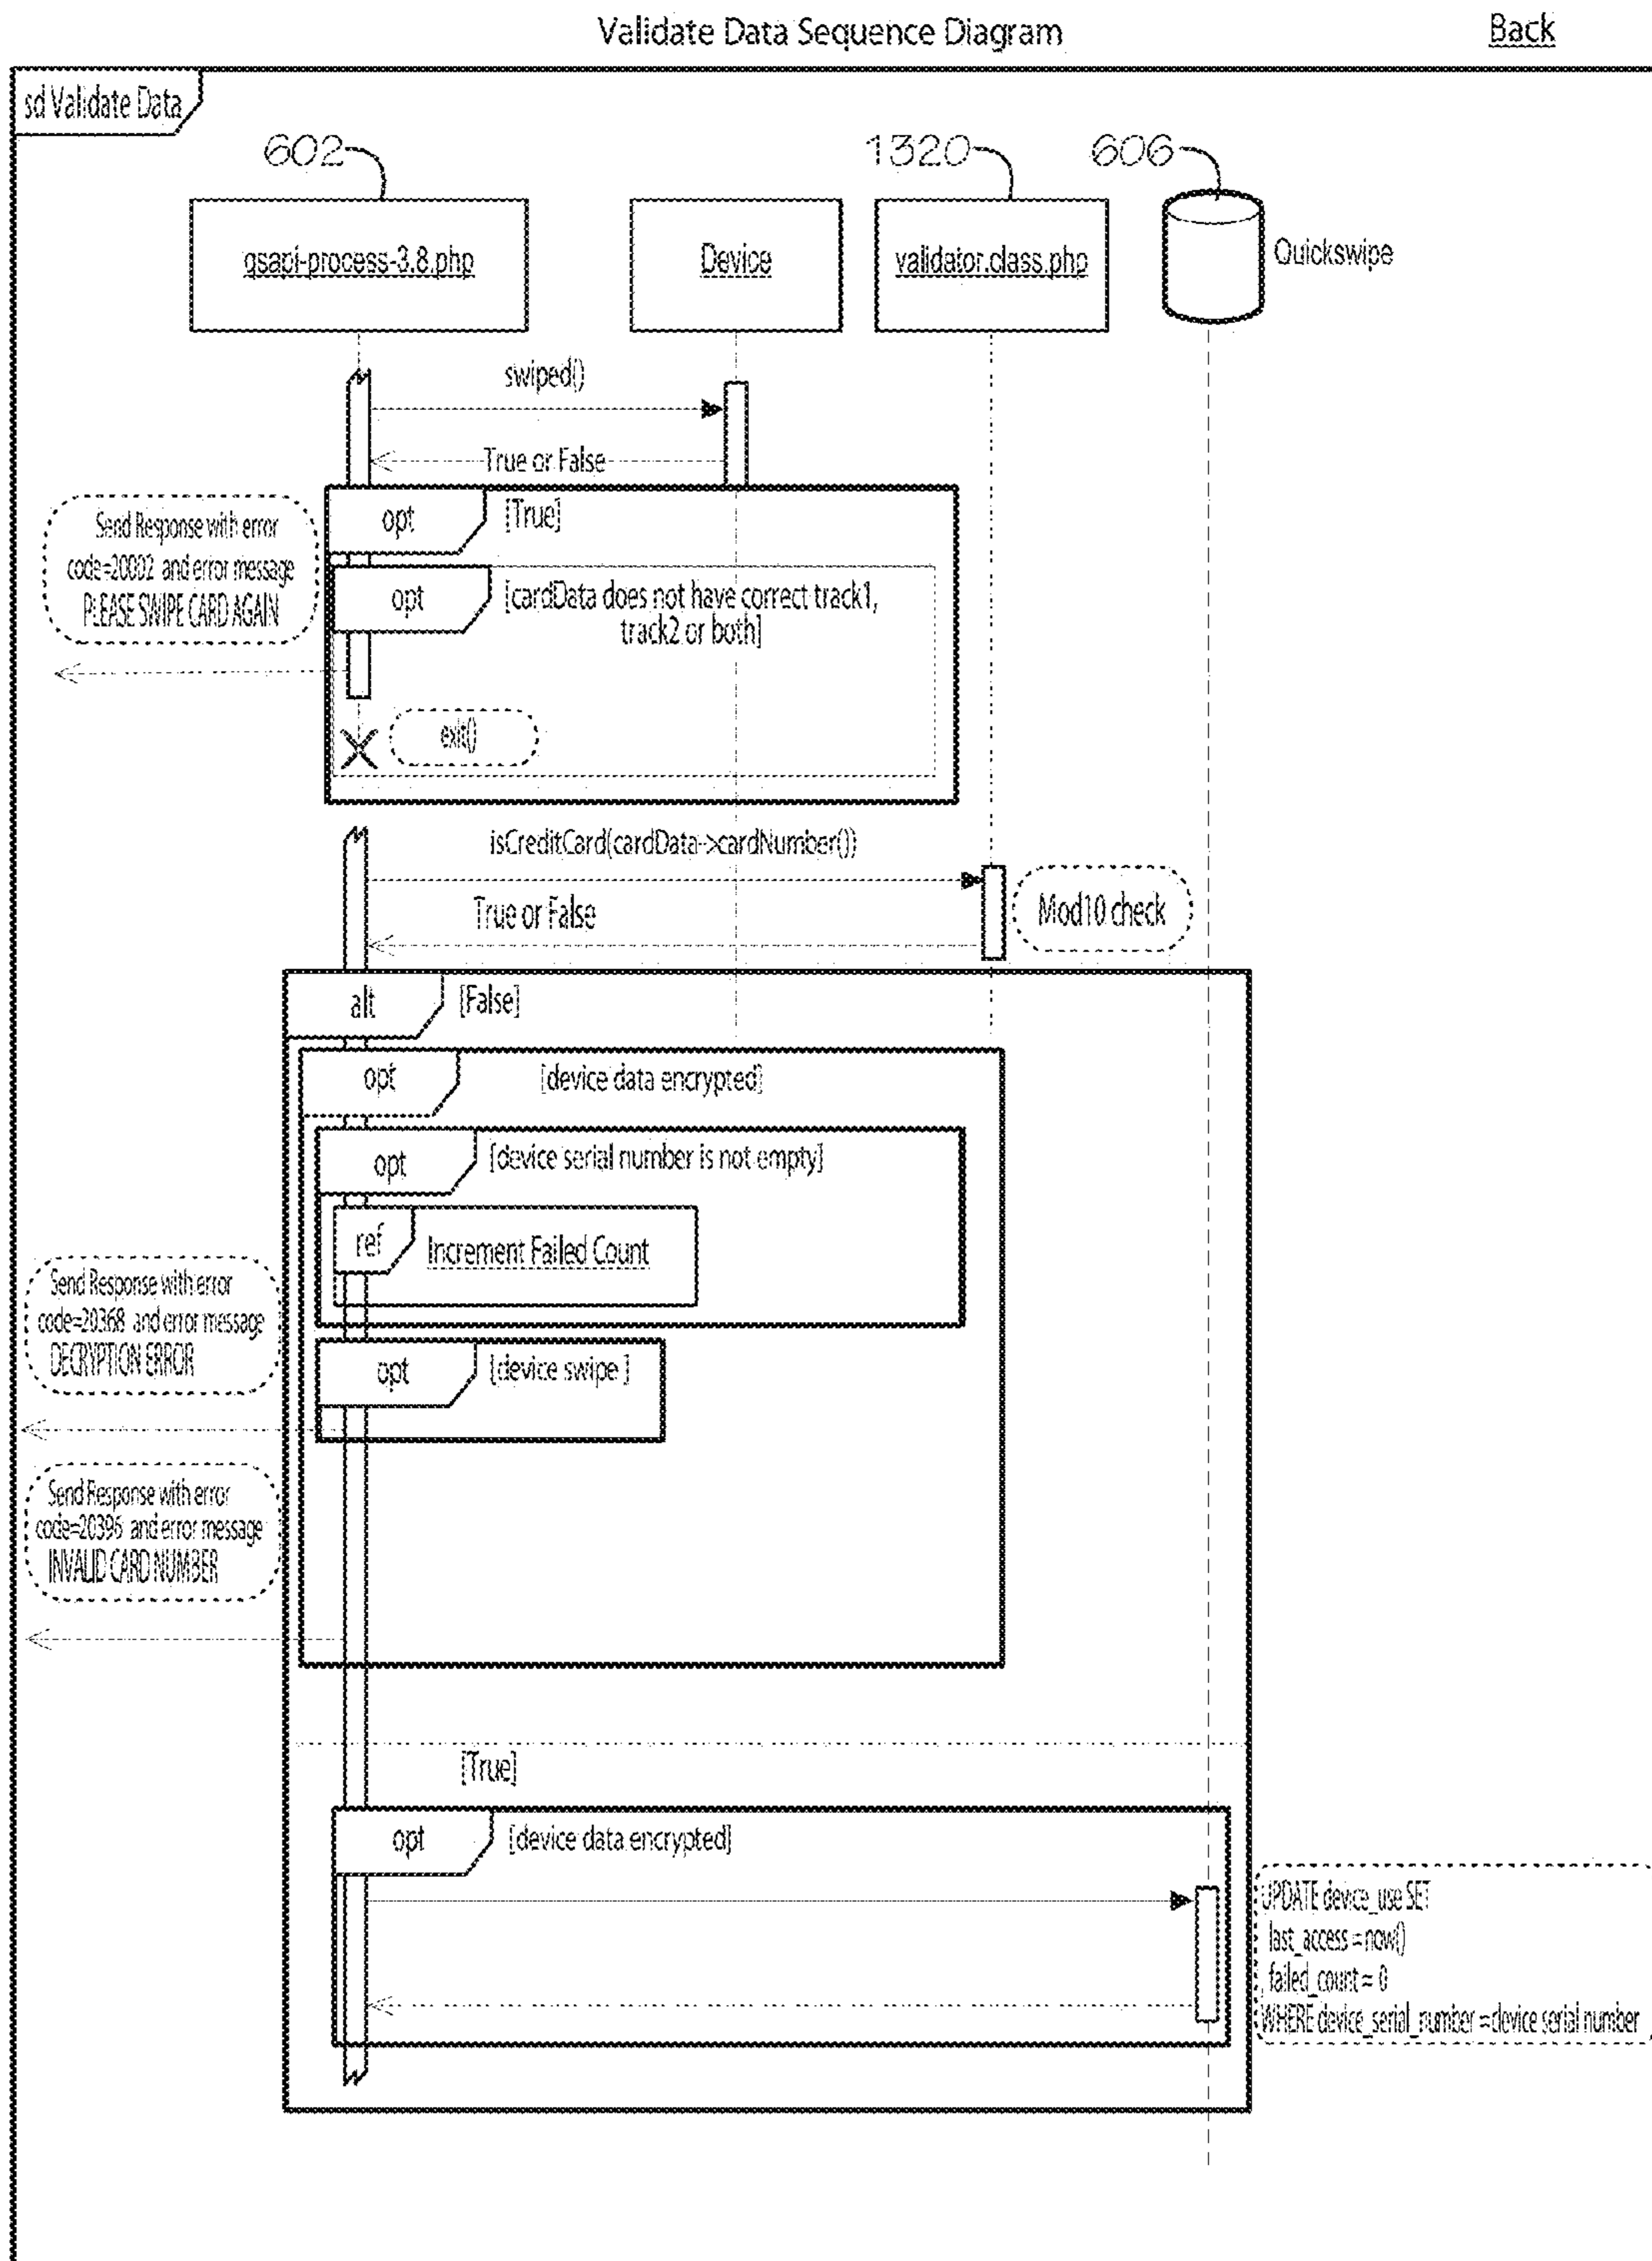 Validate Data Sequence Diagram
Back
sd Validate Data
602
1320
606
qsapi-process-3.8.php
Device
validator.class.php
Quickswipe
swiped()
True or False
opt
[True]
Send Response with error
code=20002 and error message
PLEASE SWIPE CARD AGAIN
opt
[cardData does not have correct track1,
track2 or both]
exit()
isCreditCard(cardData->cardNumber())
True or False
Mod10 check
alt
[False]
opt
[device data encrypted]
opt
[device serial number is not empty]
ref
Increment Failed Count
Send Response with error
code=20368 and error message
DECRYPTION ERROR
opt
[device swipe ]
Send Response with error
code=20396 and error message
INVALID CARD NUMBER
[True]
opt
[device data encrypted]
UPDATE device_use SET
last_access = now()
, failed_count = 0
WHERE device_serial_number = device serial number